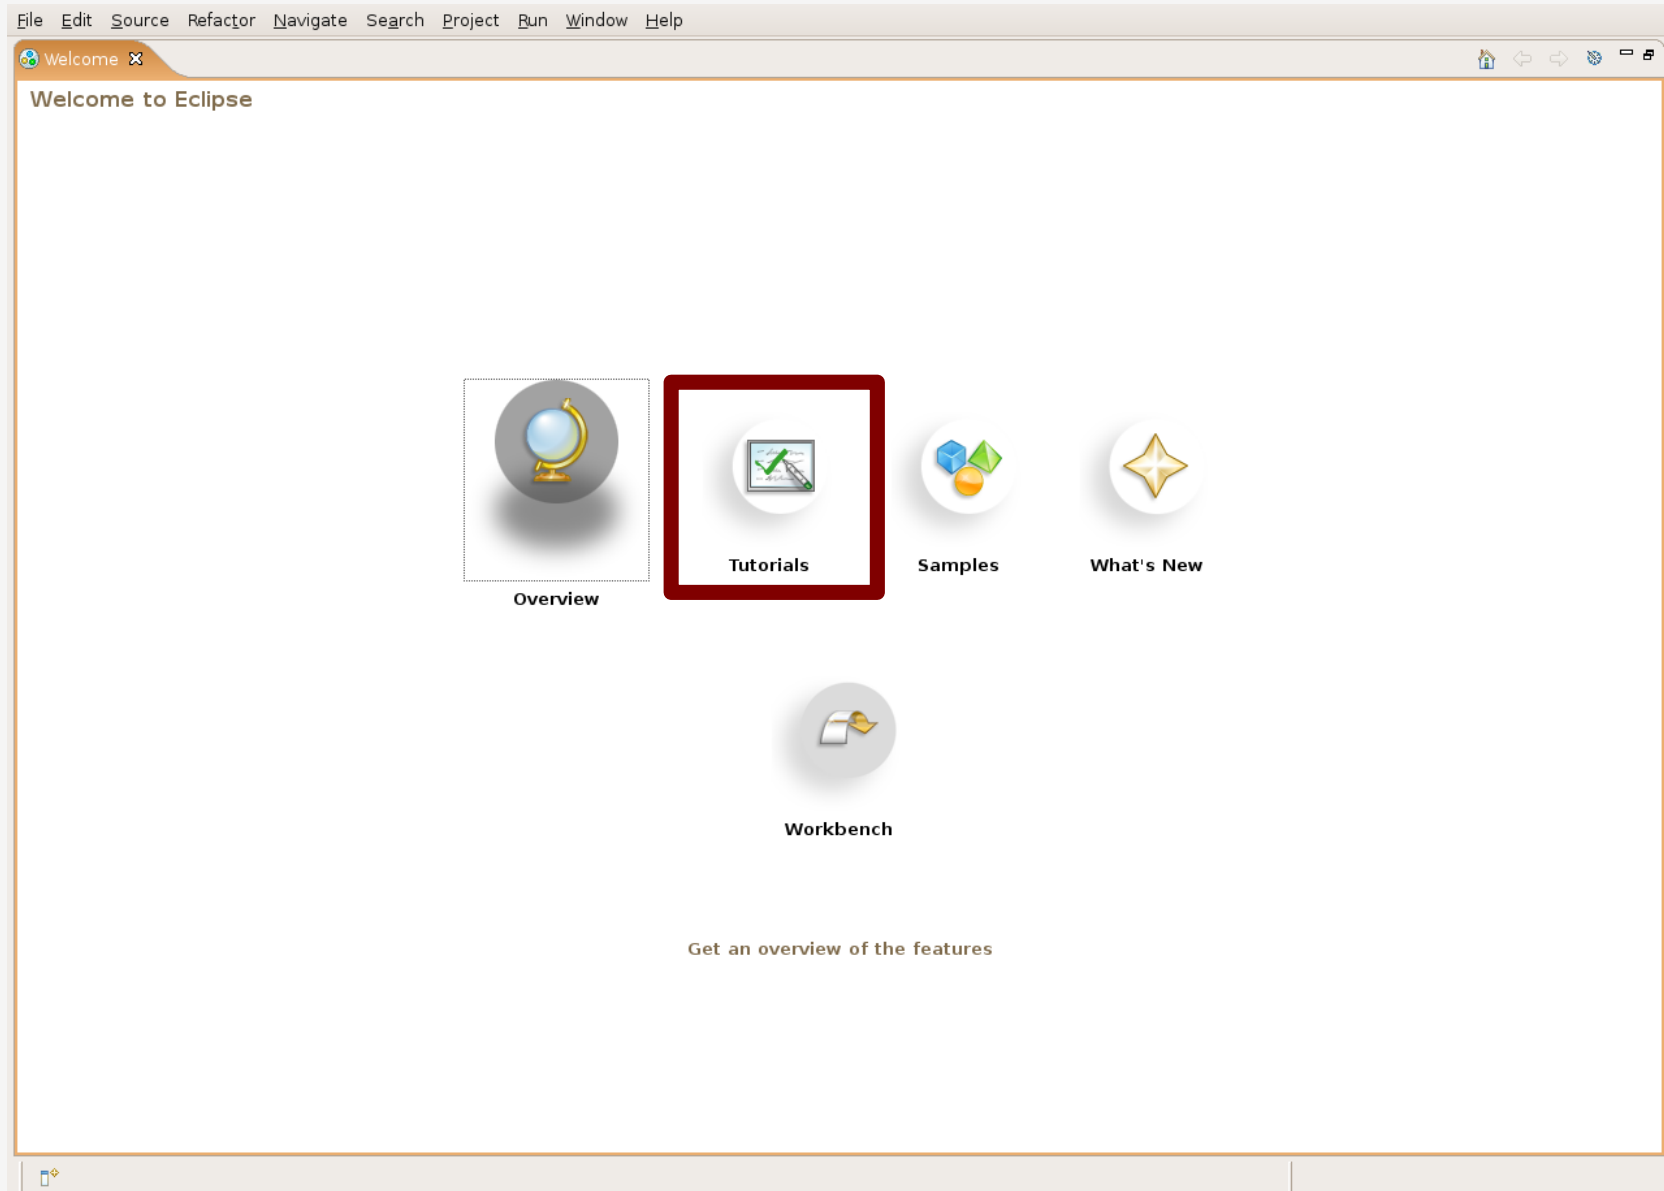 File Edit Source Refactor Navigate Search Project Run Window Help
Welcome
Welcome to Eclipse
Tutorials Samples What's New
Overview
Workbench
Get an overview of the features